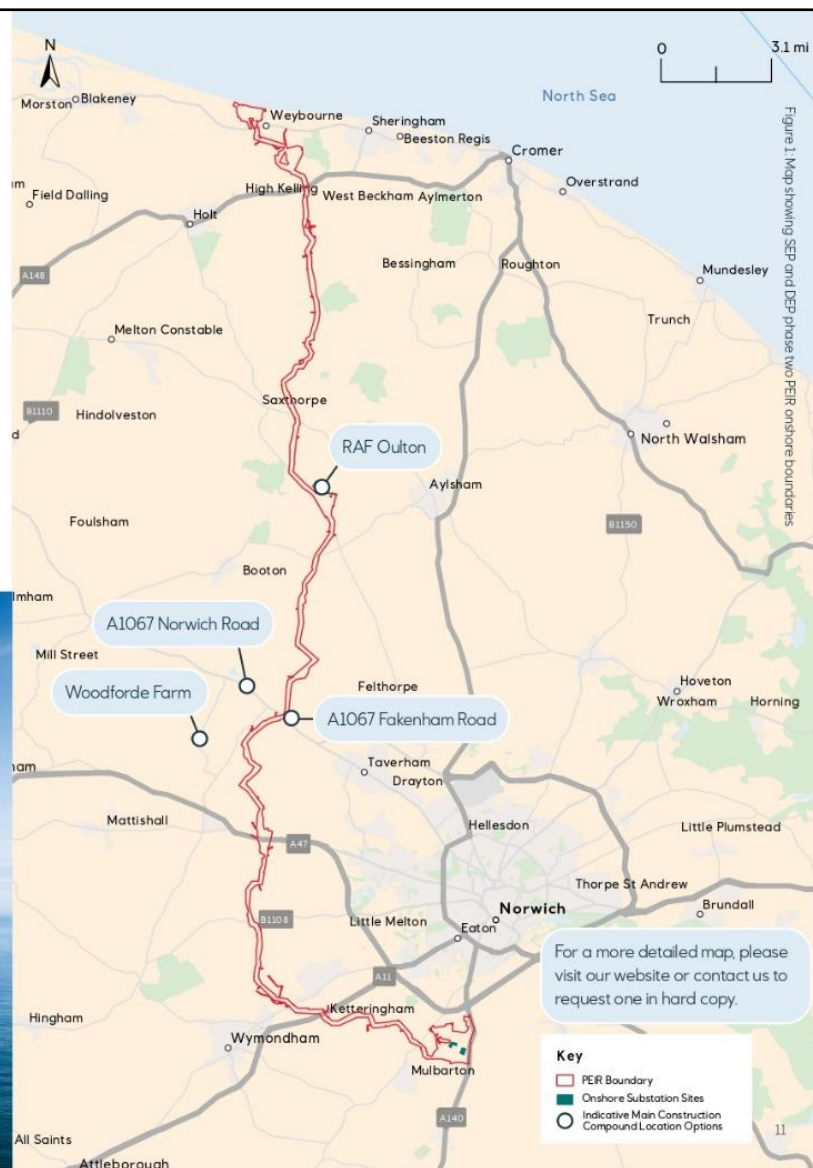 N
0
3.1 mi
North Sea
Figure 1: Map showing SEP and DEP phase two PEIR onshore boundaries
Morston
Blakeney
Weybourne
Sheringham
Beeston Regis
Cromer
Overstrand
am
Field Dalling
High Kelling
West Beckham
Aylmerton
Holt
Bessingham
Roughton
A148
Mundesley
Trunch
Melton Constable
Saxthorpe
B1110
Hindolveston
d
North Walsham
RAF Oulton
Aylsham
Foulsham
B1150
Booton
lmham
A1067 Norwich Road
Mill Street
Woodforde Farm
Felthorpe
Hoveton
Wroxham
Horning
A1067 Fakenham Road
ham
Taverham
Drayton
Mattishall
Hellesdon
Little Plumstead
A47
Thorpe St Andrew
Norwich
Brundall
B1108
Little Melton
Eaton
For a more detailed map, please
visit our website or contact us to
request one in hard copy.
A11
Hingham
Ketteringham
Wymondham
Mulbarton
A140
Key
PEIR Boundary
Onshore Substation Sites
Indicative Main Construction
Compound Location Options
All Saints
Attleborough
11